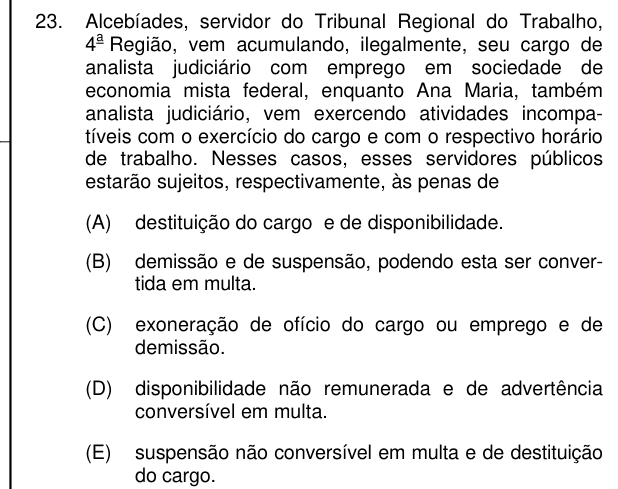 23. Alcebíades, servidor do Tribunal Regional do Trabalho,
4ª Região, vem acumulando, ilegalmente, seu cargo de
analista judiciário com emprego em sociedade de
economia mista federal, enquanto Ana Maria, também
analista judiciário, vem exercendo atividades incompa-
tíveis com o exercício do cargo e com o respectivo horário
de trabalho. Nesses casos, esses servidores públicos
estarão sujeitos, respectivamente, às penas de
(A) destituição do cargo e de disponibilidade.
(B) demissão e de suspensão, podendo esta ser conver-
tida em multa.
(C) exoneração de ofício do cargo ou emprego e de
demissão.
(D) disponibilidade não remunerada e de advertência
conversível em multa.
(E) suspensão não conversível em multa e de destituição
do cargo.